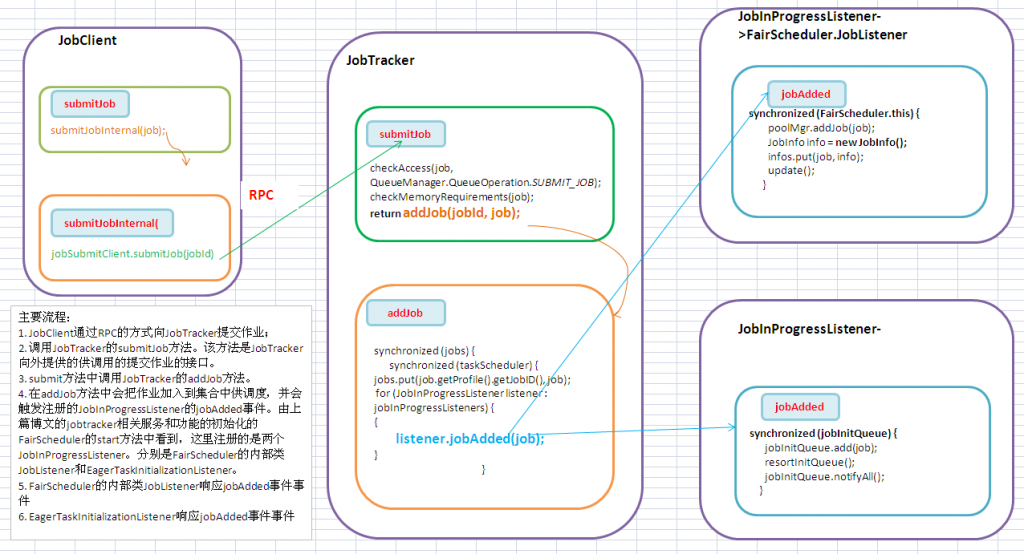 JobClient
submitJob
submitJobInternal(job);
submitJobInternal(
jobSubmitClient.submitJob(jobId)
RPC
主要流程:
1. JobClient通过RPC的方式向JobTracker提交作业;
2. 调用JobTracker的submitJob方法。该方法是JobTracker
向外提供的供调用的提交作业的接口。
3. submit方法中调用JobTracker的addJob方法。
4. 在addJob方法中会把作业加入到集合中供调度，并会
触发注册的JobInProgressListener的jobAdded事件。由上
篇博文的jobtracker相关服务和功能的初始化的
FairScheduler的start方法中看到，这里注册的是两个
JobInProgressListener。分别是FairScheduler的内部类
JobListener和EagerTaskInitializationListener。
5. FairScheduler的内部类JobListener响应jobAdded事件事
件
6. EagerTaskInitializationListener响应jobAdded事件事件
JobTracker
submitJob
checkAccess(job,
QueueManager.QueueOperation.SUBMIT_JOB);
checkMemoryRequirements(job);
return addJob(jobId, job);
addJob
synchronized (jobs) {
synchronized (taskScheduler) {
jobs.put(job.getProfile().getJobID(), job);
for (JobInProgressListener listener :
jobInProgressListeners) {
{
listener.jobAdded(job);
}
}
JobInProgressListener-
>FairScheduler.JobListener
jobAdded
synchronized (FairScheduler.this) {
poolMgr.addJob(job);
JobInfo info = new JobInfo();
infos.put(job, info);
update();
}
JobInProgressListener-
jobAdded
synchronized (jobInitQueue) {
jobInitQueue.add(job);
resortInitQueue();
jobInitQueue.notifyAll();
}